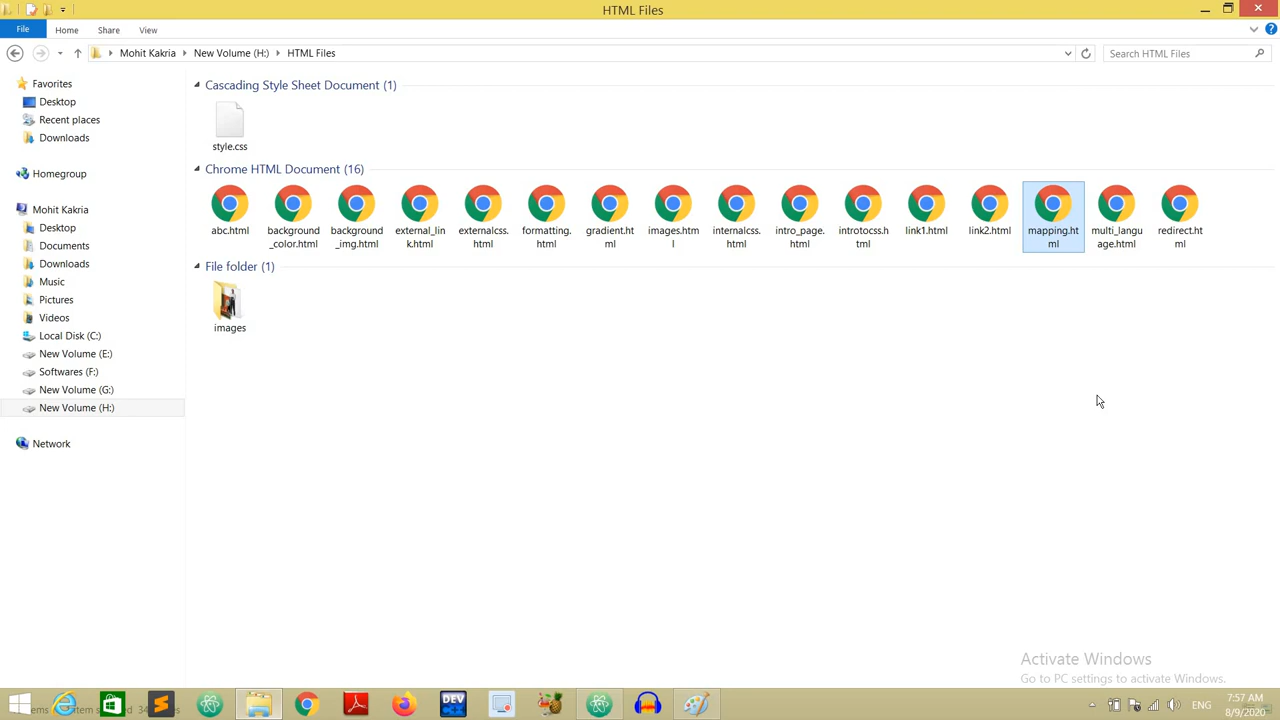 HTML Files
File
Home
Share
View
Mohit Kakria
New Volume (H:)
HTML Files
Search HTML Files
Favorites
Desktop
Recent places
Downloads
Homegroup
Mohit Kakria
Desktop
Documents
Downloads
Music
Pictures
Videos
Local Disk (C:)
New Volume (E:)
Softwares (F:)
New Volume (G:)
New Volume (H:)
Network
Cascading Style Sheet Document (1)
style.css
Chrome HTML Document (16)
abc.html
background
_color.html
background
_img.html
external_lin
k.html
externalcss.
html
formatting.
html
gradient.ht
ml
images.htm
l
internalcss.
html
intro_page.
html
introtocss.h
tml
link1.html
link2.html
mapping.ht
ml
multi_langu
age.html
redirect.ht
ml
File folder (1)
images
Activate Windows
Go to PC settings to activate Windows.
DEV
ENG
7:57 AM
8/9/2020